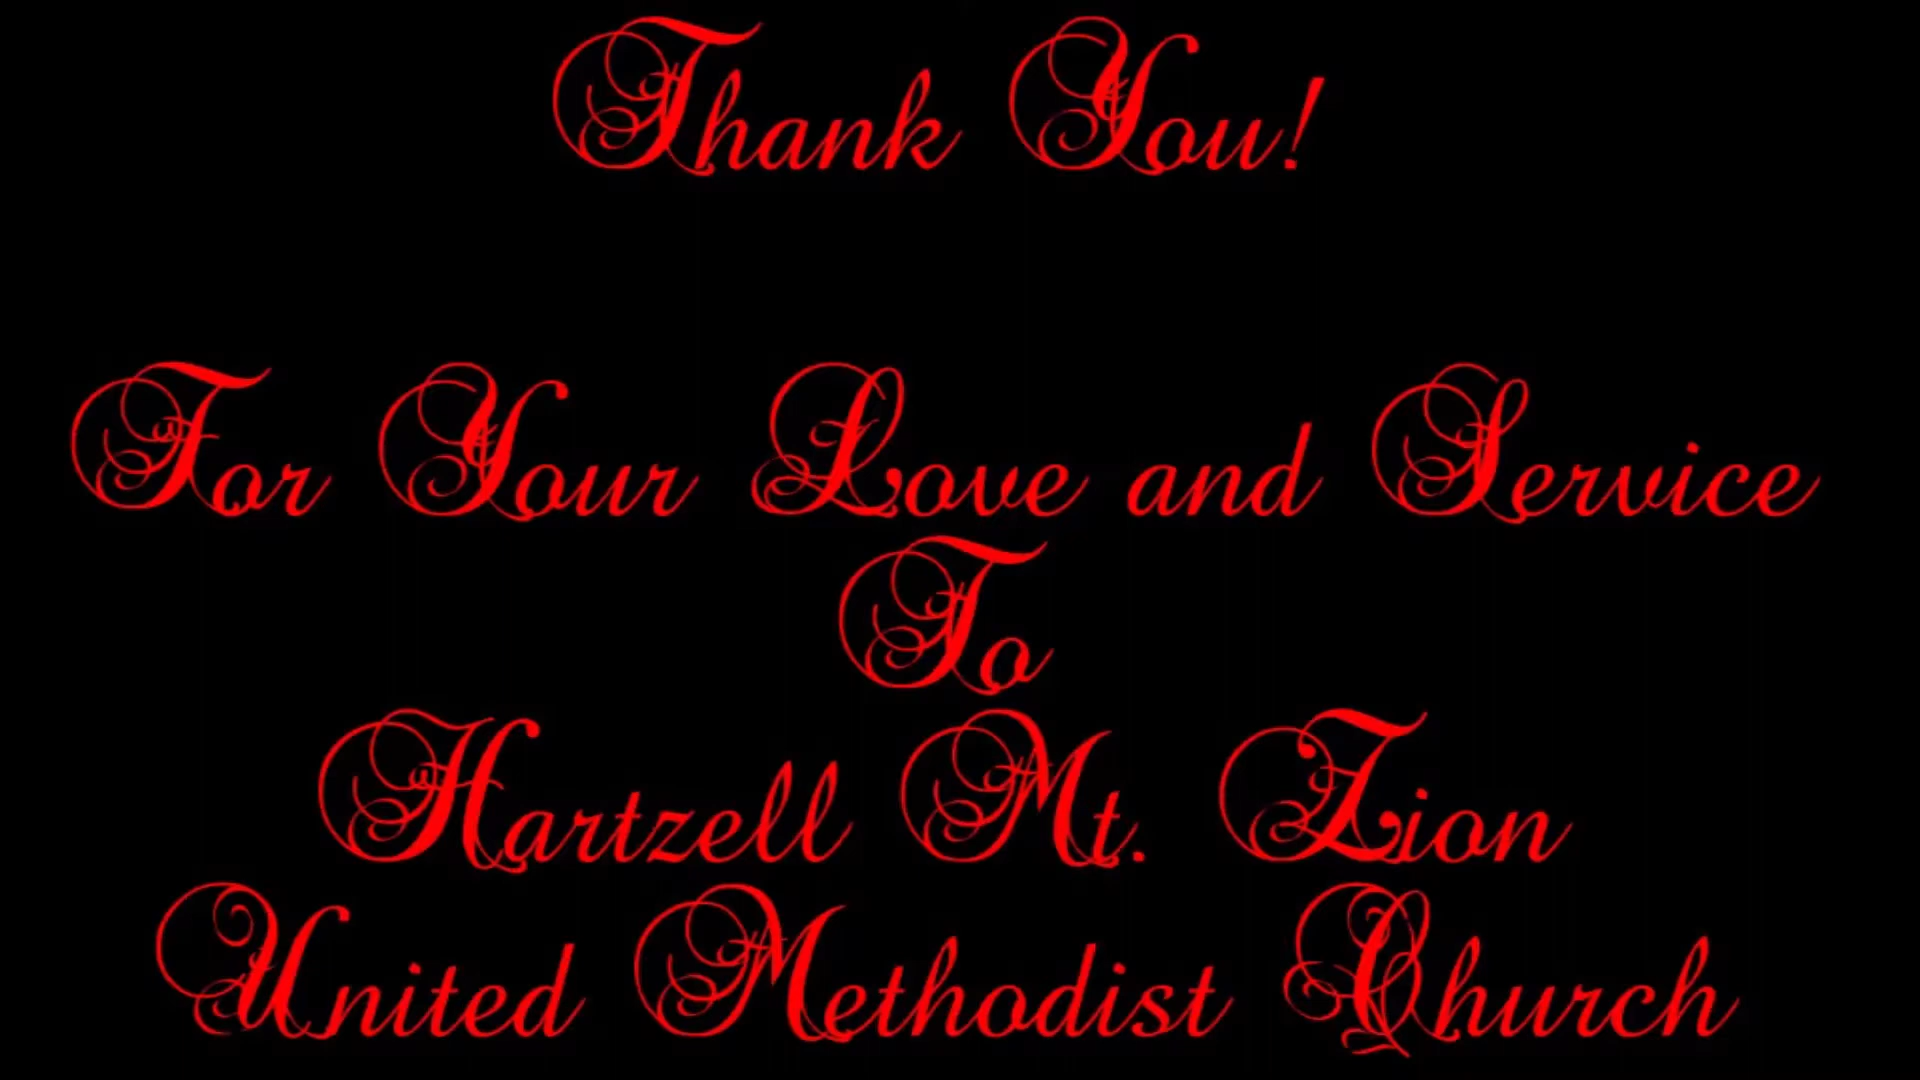 Thank You!
For Your Love and Service
To
Hartzell Mt. Zion
United Methodist Church